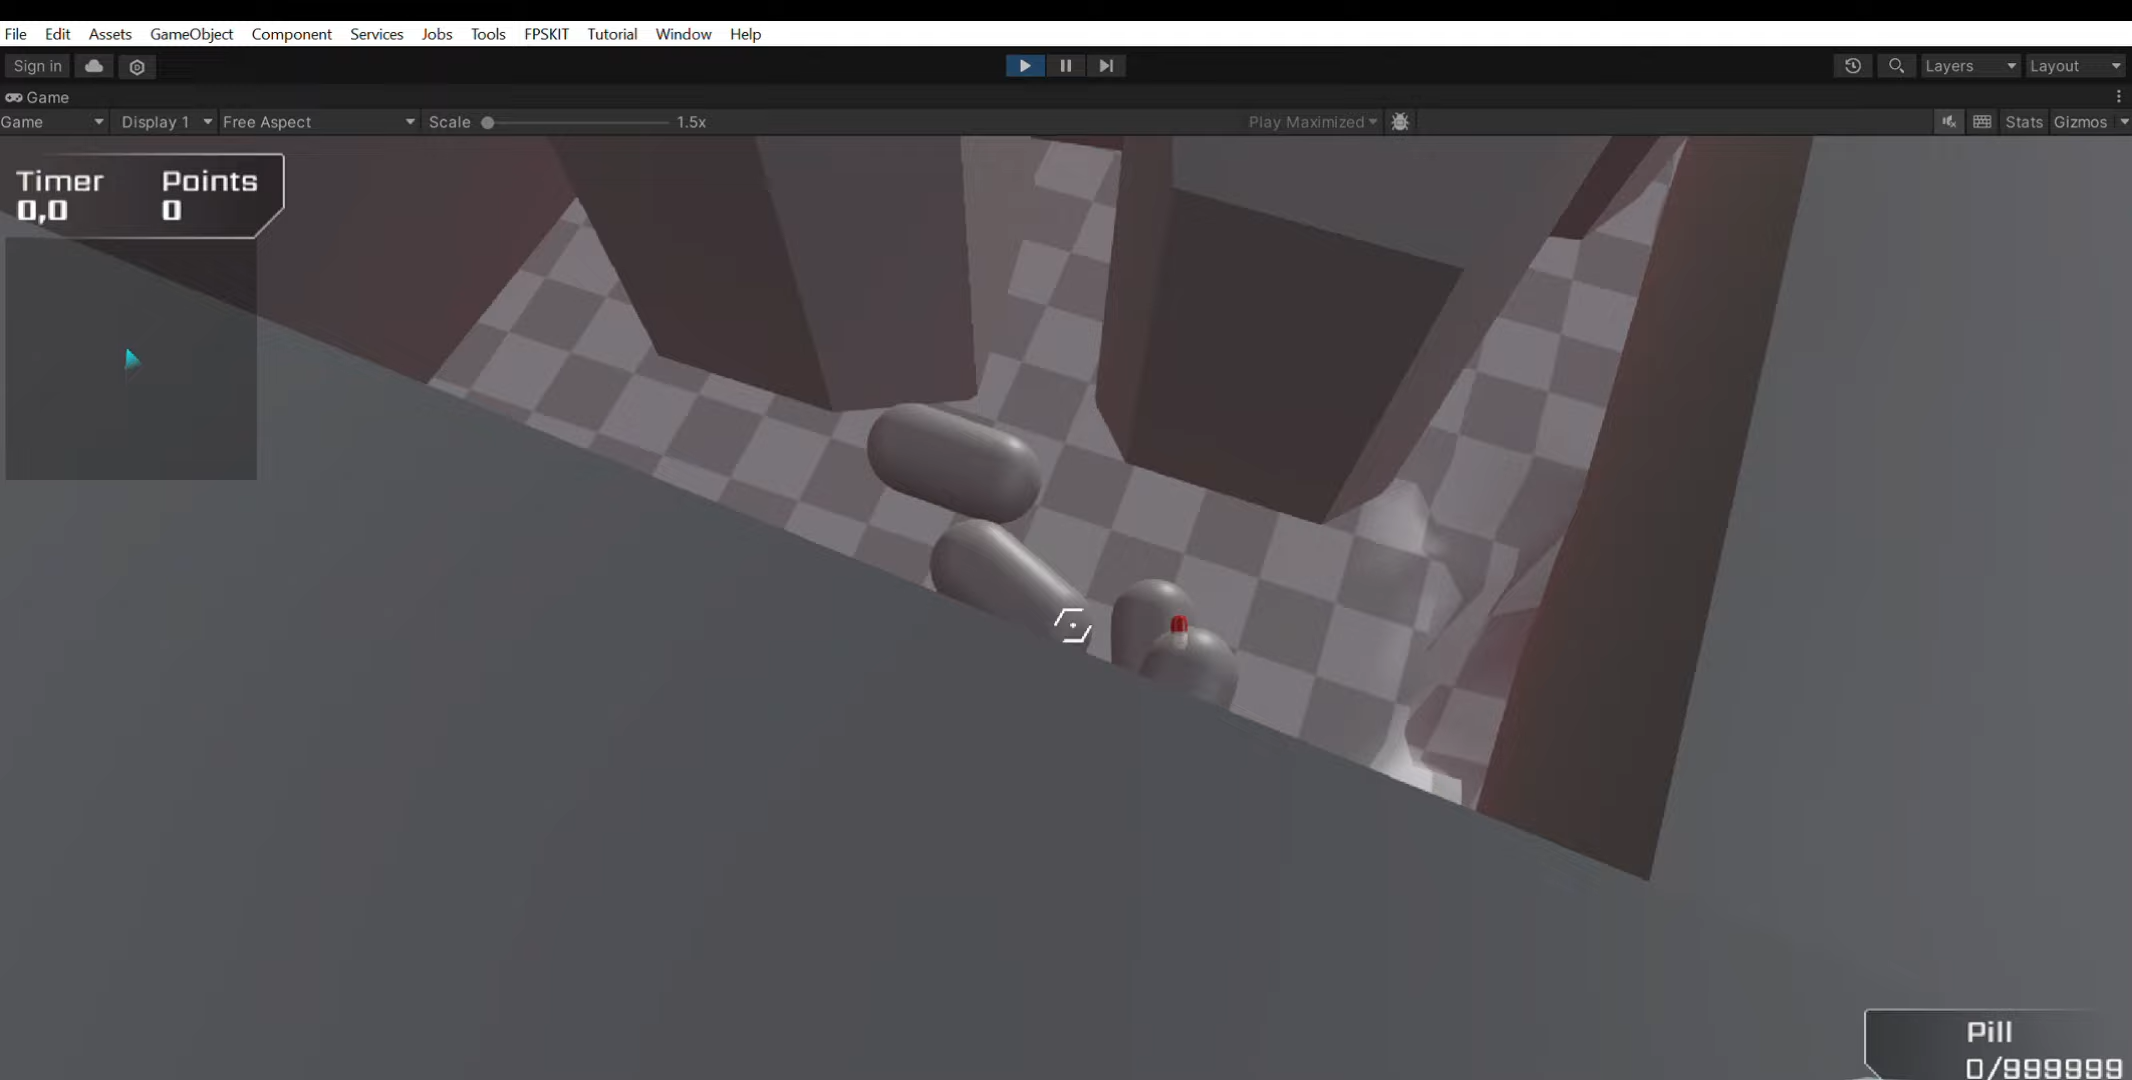 File Edit Assets GameObject Component Services Jobs Tools FPSKIT Tutorial Window Help
Sign in Layers Layout
Game
Game Display 1 Free Aspect Scale 1.5x Play Maximized Stats Gizmos
Timer Points
0,0 0
Pill
0/999999